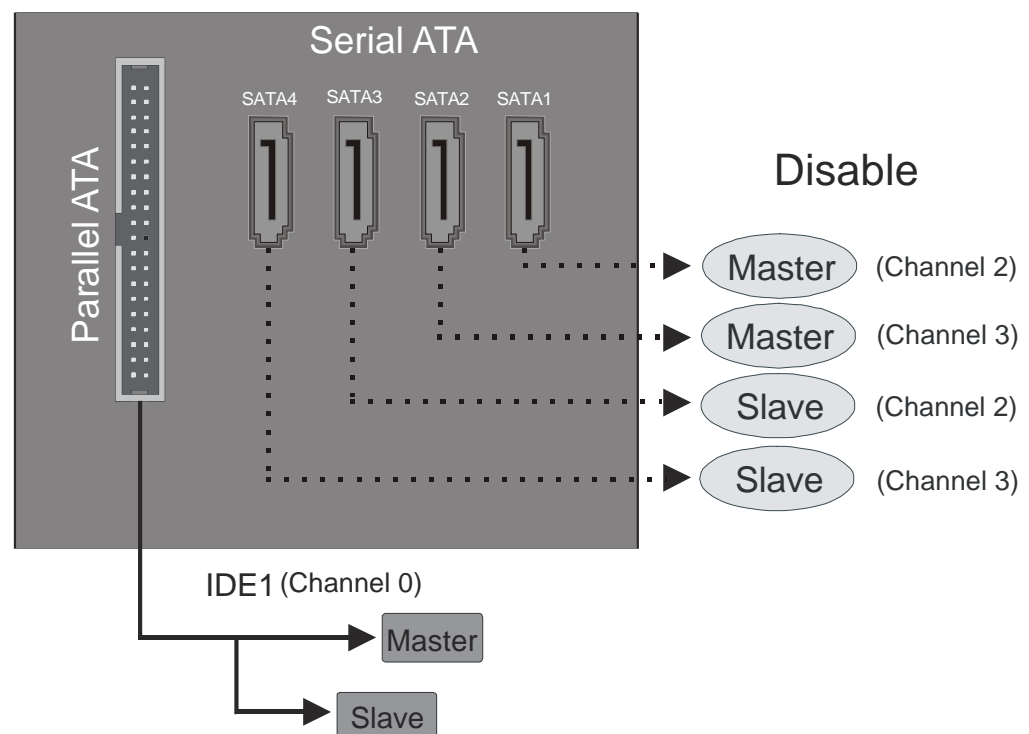 Serial ATA
SATA4 SATA3 SATA2 SATA1
Parallel ATA
Disable
Master (Channel 2)
Master (Channel 3)
Slave (Channel 2)
Slave (Channel 3)
IDE1 (Channel 0)
Master
Slave